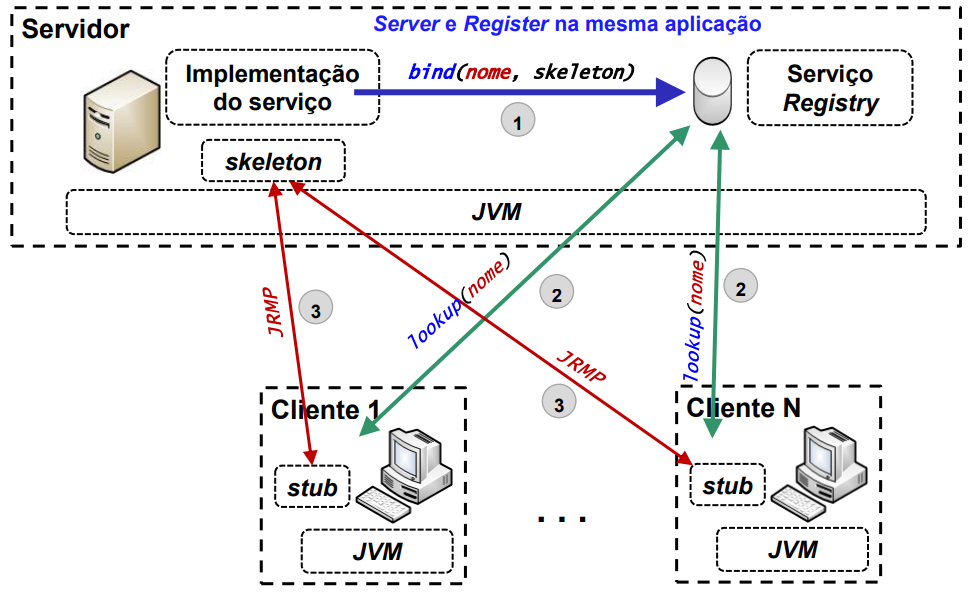 Servidor
Server e Register na mesma aplicação
Implementação
do serviço
bind(nome, skeleton)
1
Serviço
Registry
skeleton
JVM
JRMP
3
lookup(nome)
2
lookup(nome)
2
JRMP
3
Cliente 1
stub
JVM
. . .
Cliente N
stub
JVM